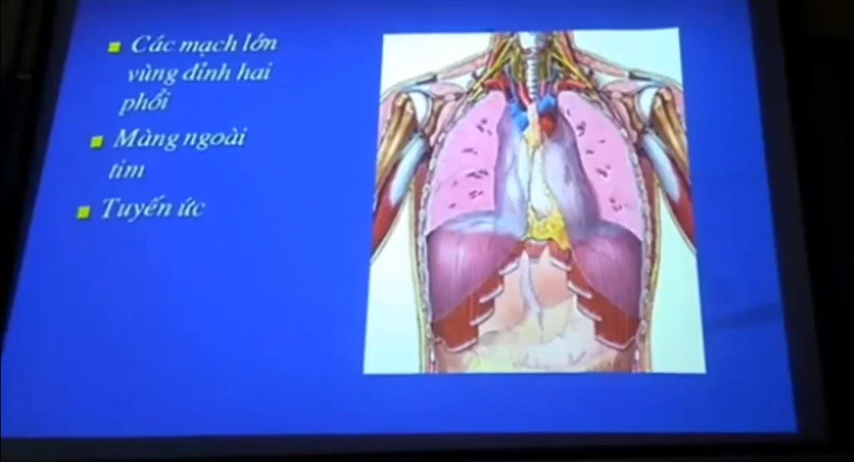 Các mạch lớn
vùng đỉnh hai
phổi
Màng ngoài
tim
Tuyến ức